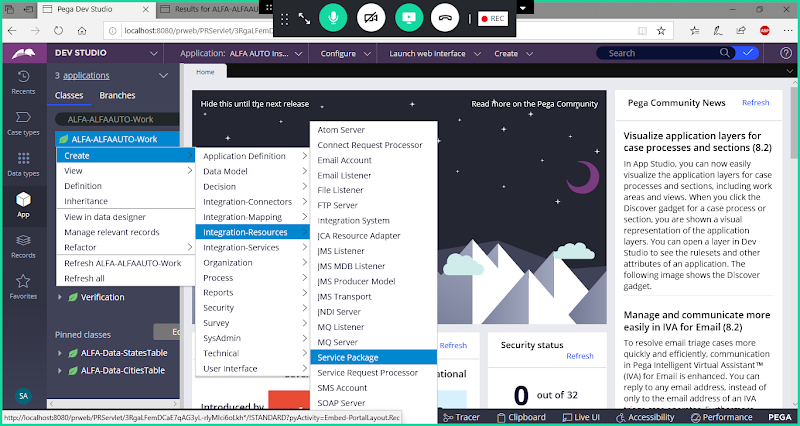 Pega Dev Studio
Results for ALFA-ALFAAUT
REC
localhost:8080/prweb/PRServlet/3RgaLFemD
ABP
DEV STUDIO
Application: ALFA AUTO Ins...
Configure
Launch web interface
Create
Search
Recents
Case types
Data types
App
Records
Favorites
SA
3 applications
Classes
Branches
ALFA-ALFAAUTO-Work
ALFA-ALFAAUTO-Work
Create
View
Definition
Inheritance
View in data designer
Manage relevant records
Refactor
Refresh ALFA-ALFAAUTO-Work
Refresh all
Verification
Pinned classes
ALFA-Data-StatesTable
ALFA-Data-CitiesTable
Application Definition
Data Model
Decision
Integration-Connectors
Integration-Mapping
Integration-Resources
Integration-Services
Organization
Process
Reports
Security
Survey
SysAdmin
Technical
User Interface
Atom Server
Connect Request Processor
Email Account
Email Listener
File Listener
FTP Server
Integration System
JCA Resource Adapter
JMS Listener
JMS MDB Listener
JMS Producer Model
JMS Transport
JNDI Server
MQ Listener
MQ Server
Service Package
Service Request Processor
SMS Account
SOAP Server
Home
Hide this until the next release
Read more on the Pega Community
Introduced by
Refresh
Security status
Refresh
0 out of 32
Pega Community News
Refresh
Visualize application layers for
case processes and sections (8.2)
In App Studio, you can now easily
visualize the application layers for case
processes and sections, including work
areas and views. When you click the
Discover gadget for a case process or
section, you are shown a visual
representation of the application
layers. You can open a layer in Dev
Studio to see the rulesets and other
attributes of an application. The
following image shows the Discover
gadget.
Manage and communicate more
easily in IVA for Email (8.2)
To resolve email triage cases more
quickly and efficiently, communication
in Pega Intelligent Virtual Assistant™
(IVA) for Email is enhanced. You can
reply to any email address, instead of
only to the email address of an IVA
Tracer
Clipboard
Live UI
Accessibility
Performance
PEGA